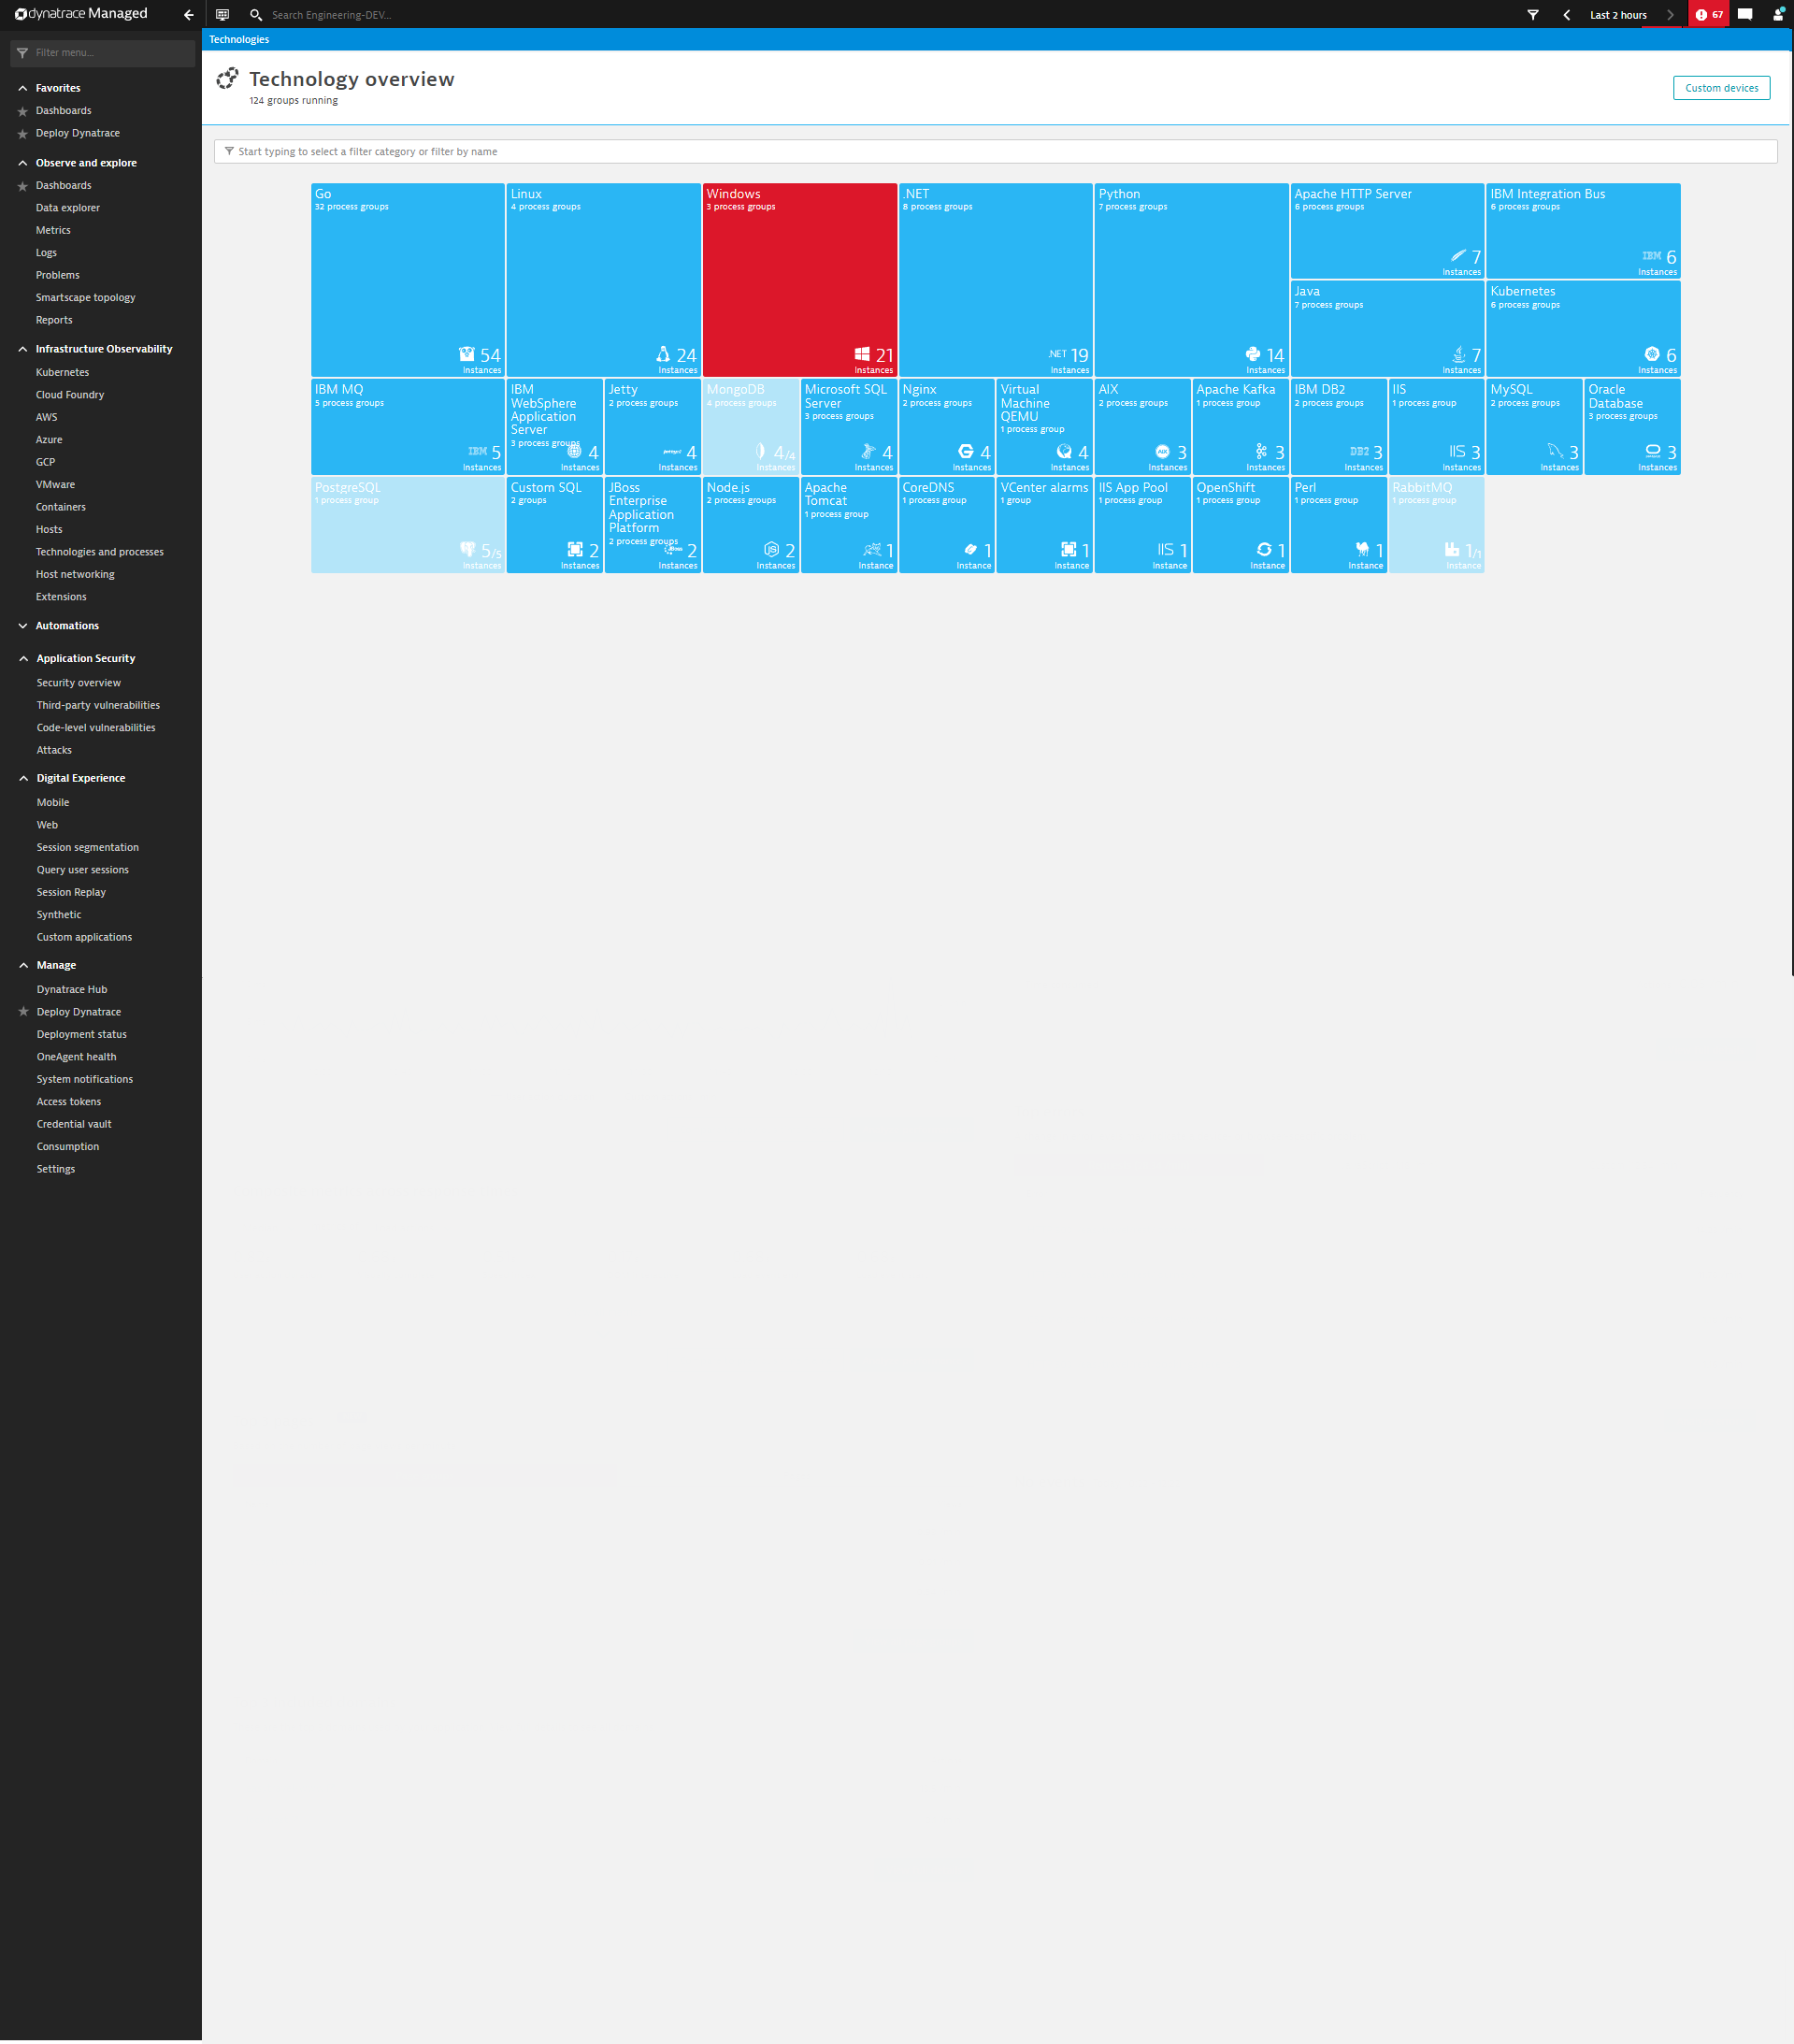 dynatrace Managed
Search Engineering-DEV...
Last 2 hours
67
Filter menu...
Favorites
Dashboards
Deploy Dynatrace
Observe and explore
Dashboards
Data explorer
Metrics
Logs
Problems
Smartscape topology
Reports
Infrastructure Observability
Kubernetes
Cloud Foundry
AWS
Azure
GCP
VMware
Containers
Hosts
Technologies and processes
Host networking
Extensions
Automations
Application Security
Security overview
Third-party vulnerabilities
Code-level vulnerabilities
Attacks
Digital Experience
Mobile
Web
Session segmentation
Query user sessions
Session Replay
Synthetic
Custom applications
Manage
Dynatrace Hub
Deploy Dynatrace
Deployment status
OneAgent health
System notifications
Access tokens
Credential vault
Consumption
Settings
Technologies
Technology overview
124 groups running
Custom devices
Start typing to select a filter category or filter by name
Go
32 process groups
54
Instances
Linux
4 process groups
24
Instances
Windows
3 process groups
21
Instances
.NET
8 process groups
.NET 19
Instances
Python
7 process groups
14
Instances
Apache HTTP Server
6 process groups
7
Instances
IBM Integration Bus
6 process groups
IBM 6
Instances
Java
7 process groups
7
Instances
Kubernetes
6 process groups
6
Instances
IBM MQ
5 process groups
IBM 5
Instances
IBM
WebSphere
Application
Server
3 process groups
4
Instances
Jetty
2 process groups
4
Instances
MongoDB
4 process groups
4/4
Instances
Microsoft SQL
Server
3 process groups
4
Instances
Nginx
2 process groups
4
Instances
Virtual
Machine
QEMU
1 process group
4
Instances
AIX
2 process groups
AIX 3
Instances
Apache Kafka
1 process group
3
Instances
IBM DB2
2 process groups
DB2 3
Instances
IIS
1 process group
IIS 3
Instances
MySQL
2 process groups
3
Instances
Oracle
Database
3 process groups
3
Instances
PostgreSQL
1 process group
5/5
Instances
Custom SQL
2 groups
2
Instances
JBoss
Enterprise
Application
Platform
2 process groups
2
Instances
Node.js
2 process groups
2
Instances
Apache
Tomcat
1 process group
1
Instance
CoreDNS
1 process group
1
Instance
VCenter alarms
1 group
1
Instance
IIS App Pool
1 process group
IIS 1
Instance
OpenShift
1 process group
1
Instance
Perl
1 process group
1
Instance
RabbitMQ
1 process group
1/1
Instance